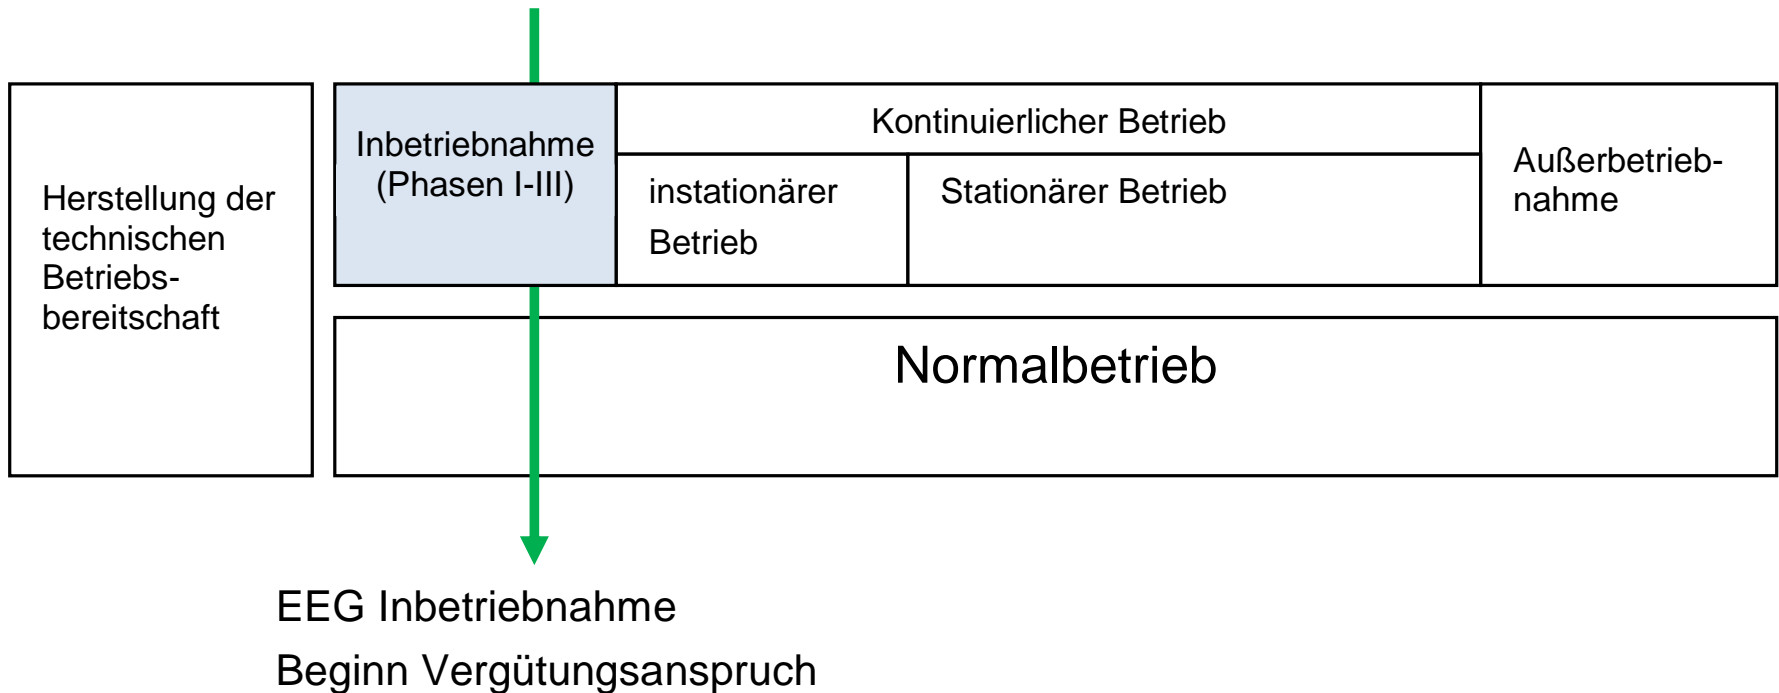 Herstellung der
technischen
Betriebs-
bereitschaft
Inbetriebnahme
(Phasen I-III)
Kontinuierlicher Betrieb
instationärer
Betrieb
Stationärer Betrieb
Außerbetrieb-
nahme
Normalbetrieb
EEG Inbetriebnahme
Beginn Vergütungsanspruch